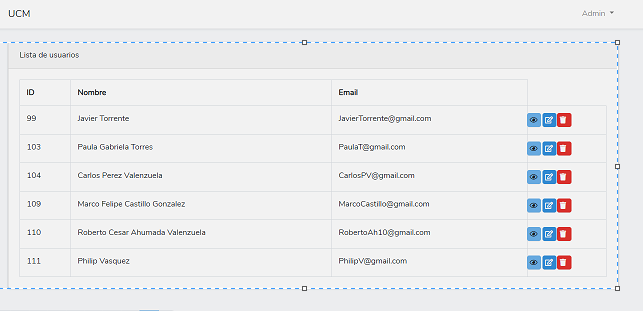 UCM Admin
Lista de usuarios
ID Nombre Email
99 Javier Torrente JavierTorrente@gmail.com
103 Paula Gabriela Torres PaulaT@gmail.com
104 Carlos Perez Valenzuela CarlosPV@gmail.com
109 Marco Felipe Castillo Gonzalez MarcoCastillo@gmail.com
110 Roberto Cesar Ahumada Valenzuela RobertoAh10@gmail.com
111 Philip Vasquez PhilipV@gmail.com